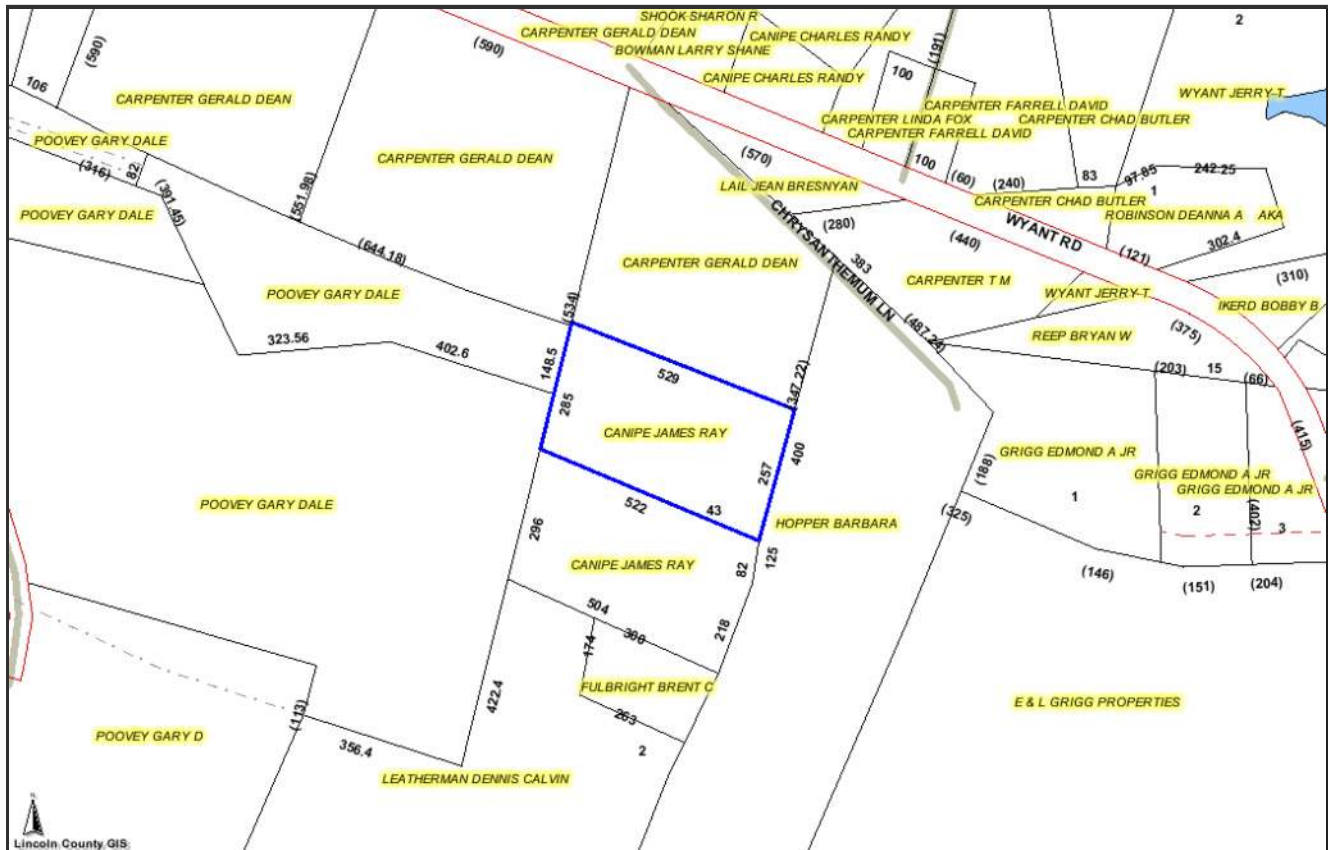 SHOOK SHARON R
2
CARPENTER GERALD DEAN
CANIPE CHARLES RANDY
(590)
(590)
BOWMAN LARRY SHANE
(191)
100
CANIPE CHARLES RANDY
106
CARPENTER GERALD DEAN
WYANT JERRY T
CARPENTER FARRELL DAVID
CARPENTER LINDA FOX
CARPENTER CHAD BUTLER
CARPENTER FARRELL DAVID
POOVEY GARY DALE
CARPENTER GERALD DEAN
(570)
100
(316)
82
(60)
(240)
83
97.85
242.25
LAIL JEAN BRESNYAN
1
(391.45)
(551.98)
CARPENTER CHAD BUTLER
POOVEY GARY DALE
ROBINSON DEANNA A AKA
CHRYSANTHEMUM LN
(280)
WYANT RD
(440)
302.4
(644.18)
(121)
CARPENTER GERALD DEAN
383
(310)
CARPENTER T M
POOVEY GARY DALE
WYANT JERRY T
IKERD BOBBY B
(534)
(487.24)
(375)
323.56
REEP BRYAN W
402.6
148.5
(203)
15
(66)
529
(347.22)
285
CANIPE JAMES RAY
(415)
400
GRIGG EDMOND A JR
257
(188)
GRIGG EDMOND A JR
GRIGG EDMOND A JR
POOVEY GARY DALE
522
43
1
2
(402)
(325)
HOPPER BARBARA
3
296
125
CANIPE JAMES RAY
82
(146)
(151)
(204)
504
300
218
174
FULBRIGHT BRENT C
422.4
E & L GRIGG PROPERTIES
(113)
263
POOVEY GARY D
356.4
2
LEATHERMAN DENNIS CALVIN
N
Lincoln County GIS